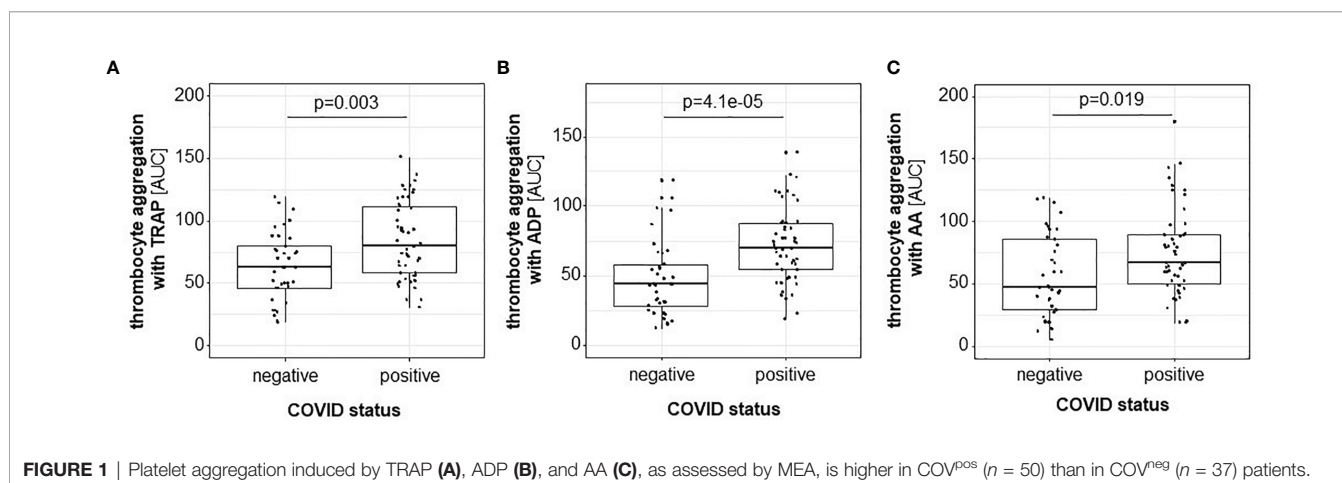 A
thrombocyte aggregation
with TRAP [AUC]
200
150
100
50
0
p=0.003
negative
positive
COVID status
B
thrombocyte aggregation
with ADP [AUC]
150
100
50
0
p=4.1e-05
negative
positive
COVID status
C
thrombocyte aggregation
with AA [AUC]
200
150
100
50
0
p=0.019
negative
positive
COVID status
FIGURE 1 | Platelet aggregation induced by TRAP (A), ADP (B), and AA (C), as assessed by MEA, is higher in COVpos (n = 50) than in COVneg (n = 37) patients.